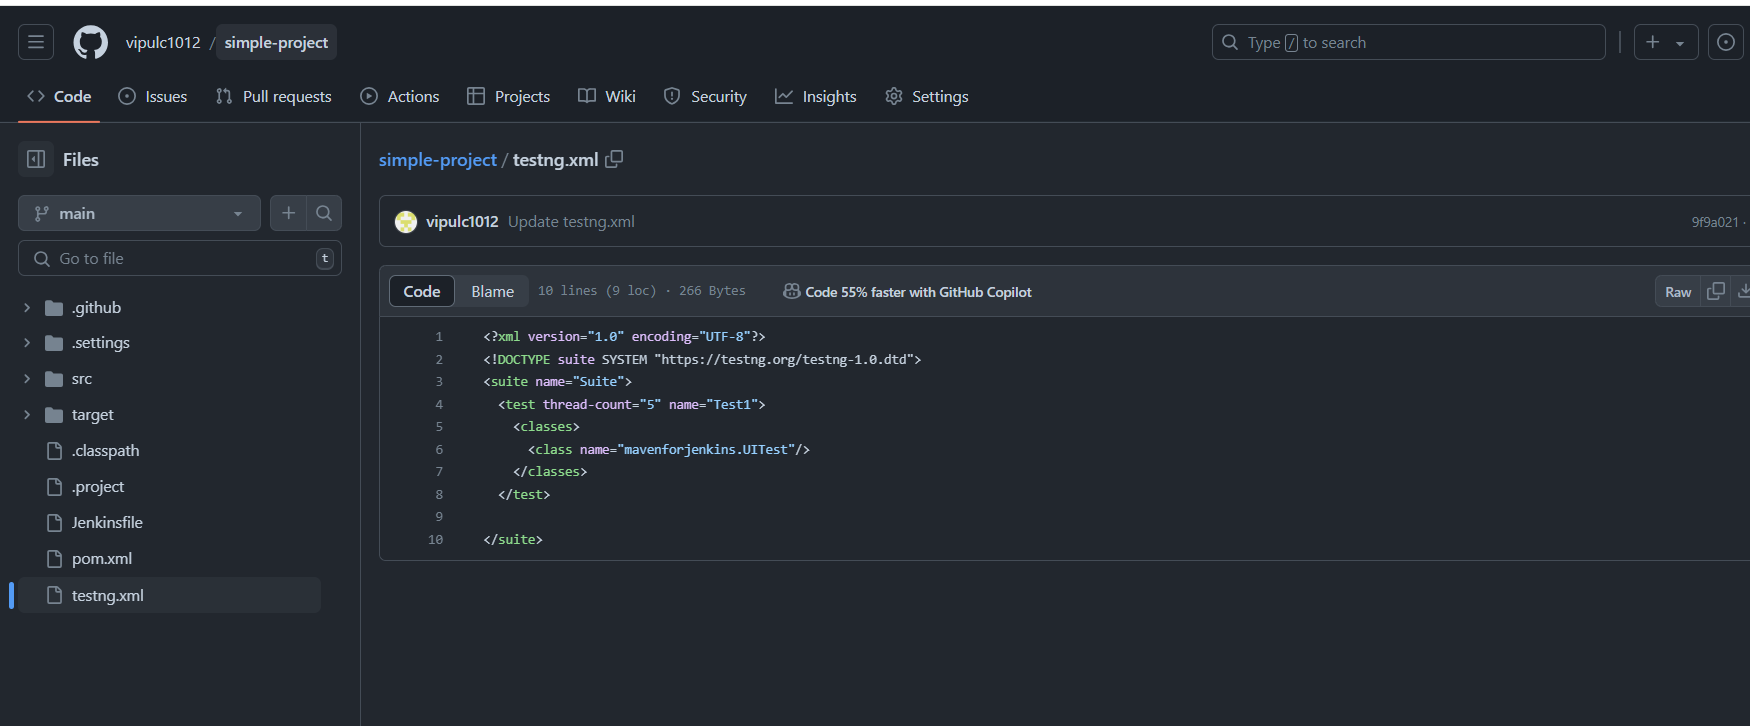 vipulc1012 / simple-project
Type / to search
Code Issues Pull requests Actions Projects Wiki Security Insights Settings
Files
main
Go to file t
.github
.settings
src
target
.classpath
.project
Jenkinsfile
pom.xml
testng.xml
simple-project / testng.xml
vipulc1012 Update testng.xml 9f9a021 ·
Code Blame 10 lines (9 loc) · 266 Bytes Code 55% faster with GitHub Copilot Raw
1 <?xml version="1.0" encoding="UTF-8"?>
2 <!DOCTYPE suite SYSTEM "https://testng.org/testng-1.0.dtd">
3 <suite name="Suite">
4 <test thread-count="5" name="Test1">
5 <classes>
6 <class name="mavenforjenkins.UITest"/>
7 </classes>
8 </test>
9
10 </suite>